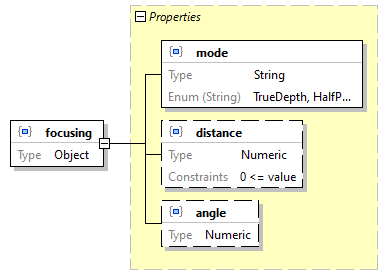 Properties
mode
Type String
Enum (String) TrueDepth, HalfP...
focusing
Type Object
distance
Type Numeric
Constraints 0 <= value
angle
Type Numeric